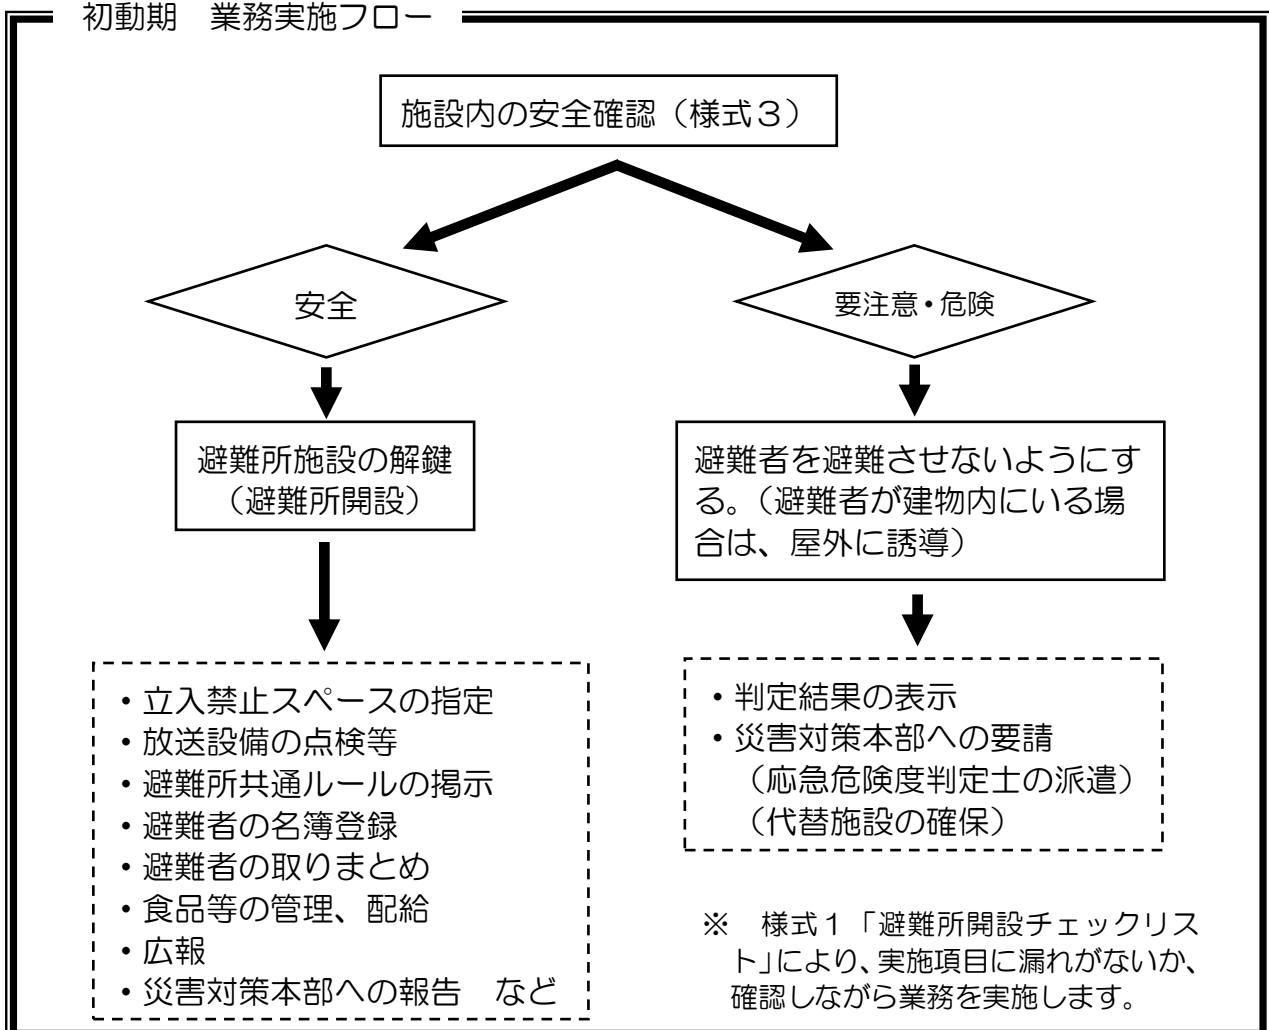 初動期　業務実施フロー
施設内の安全確認（様式３）
安全
要注意・危険
避難所施設の解鍵
（避難所開設）
避難者を避難させないようにす
る。（避難者が建物内にいる場
合は、屋外に誘導）
・立入禁止スペースの指定
・放送設備の点検等
・避難所共通ルールの掲示
・避難者の名簿登録
・避難者の取りまとめ
・食品等の管理、配給
・広報
・災害対策本部への報告　など
・判定結果の表示
・災害対策本部への要請
（応急危険度判定士の派遣）
（代替施設の確保）
※　様式１「避難所開設チェックリス
ト」により、実施項目に漏れがないか、
確認しながら業務を実施します。